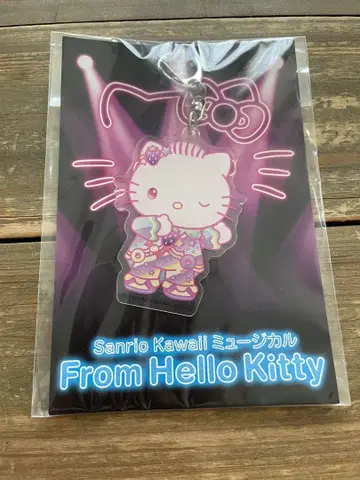 Sanrio Kawaii ミュージカル
From Hello Kitty